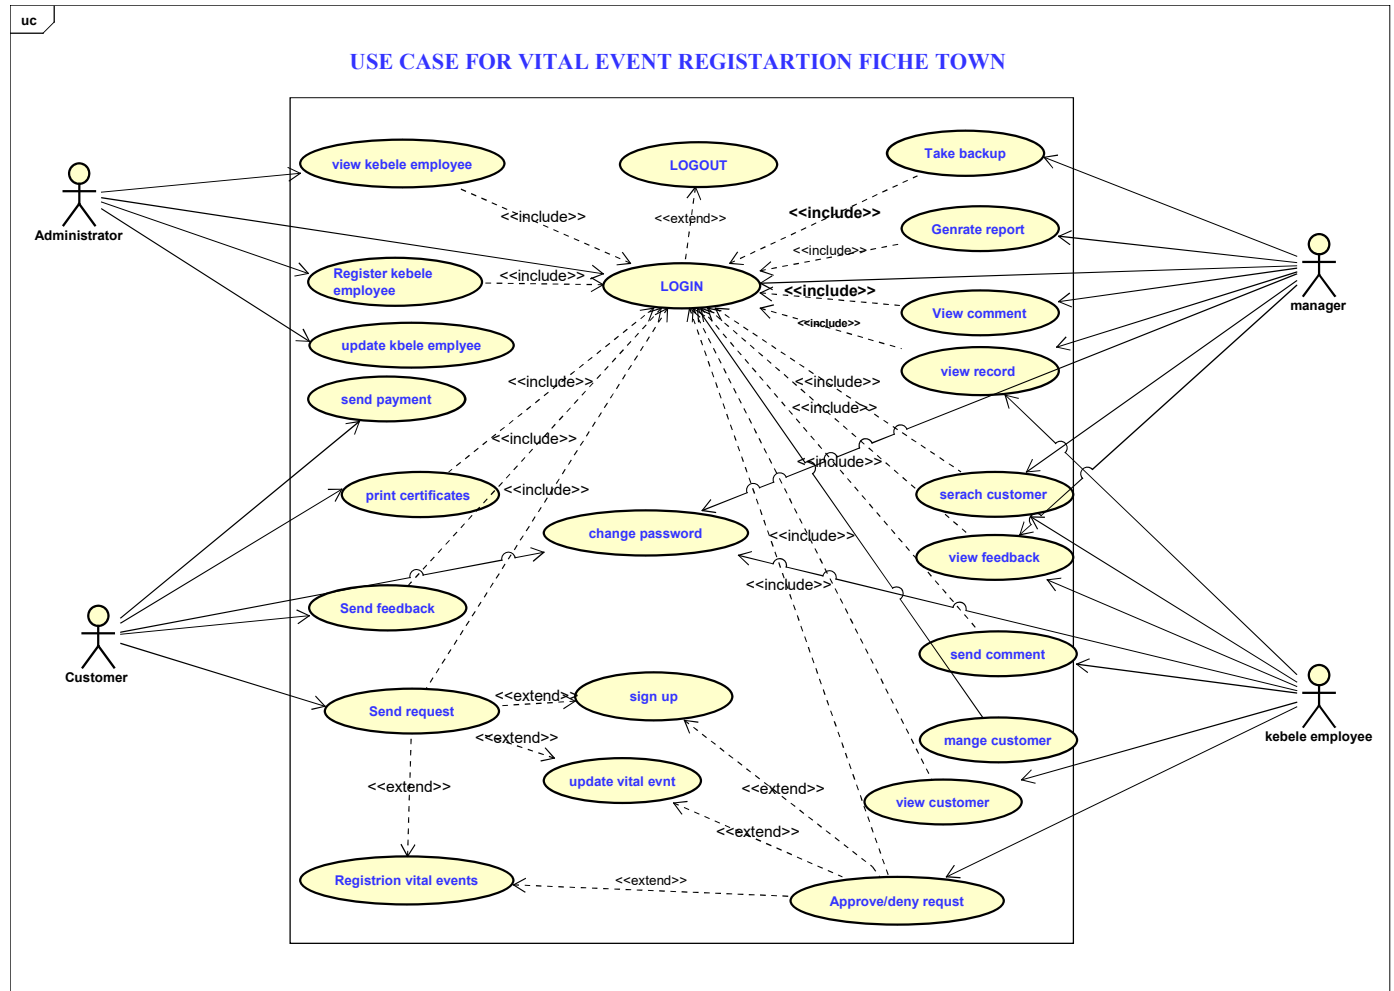 uc
USE CASE FOR VITAL EVENT REGISTARTION FICHE TOWN
view kebele employee
LOGOUT
Take backup
<<include>>
<<extend>>
<<include>>
Genrate report
Administrator
<<include>>
Register kebele
employee
<<include>>
LOGIN
<<include>>
View comment
manager
<<include>>
update kbele emplyee
view record
<<include>>
<<include>>
send payment
<<include>>
<<include>>
<<include>>
print certificates
<<include>>
serach customer
change password
<<include>>
view feedback
<<include>>
Send feedback
Customer
send comment
Send request
<<extend>>
sign up
<<extend>>
mange customer
kebele employee
update vital evnt
<<extend>>
<<extend>>
view customer
<<extend>>
Registrion vital events
<<extend>>
Approve/deny requst